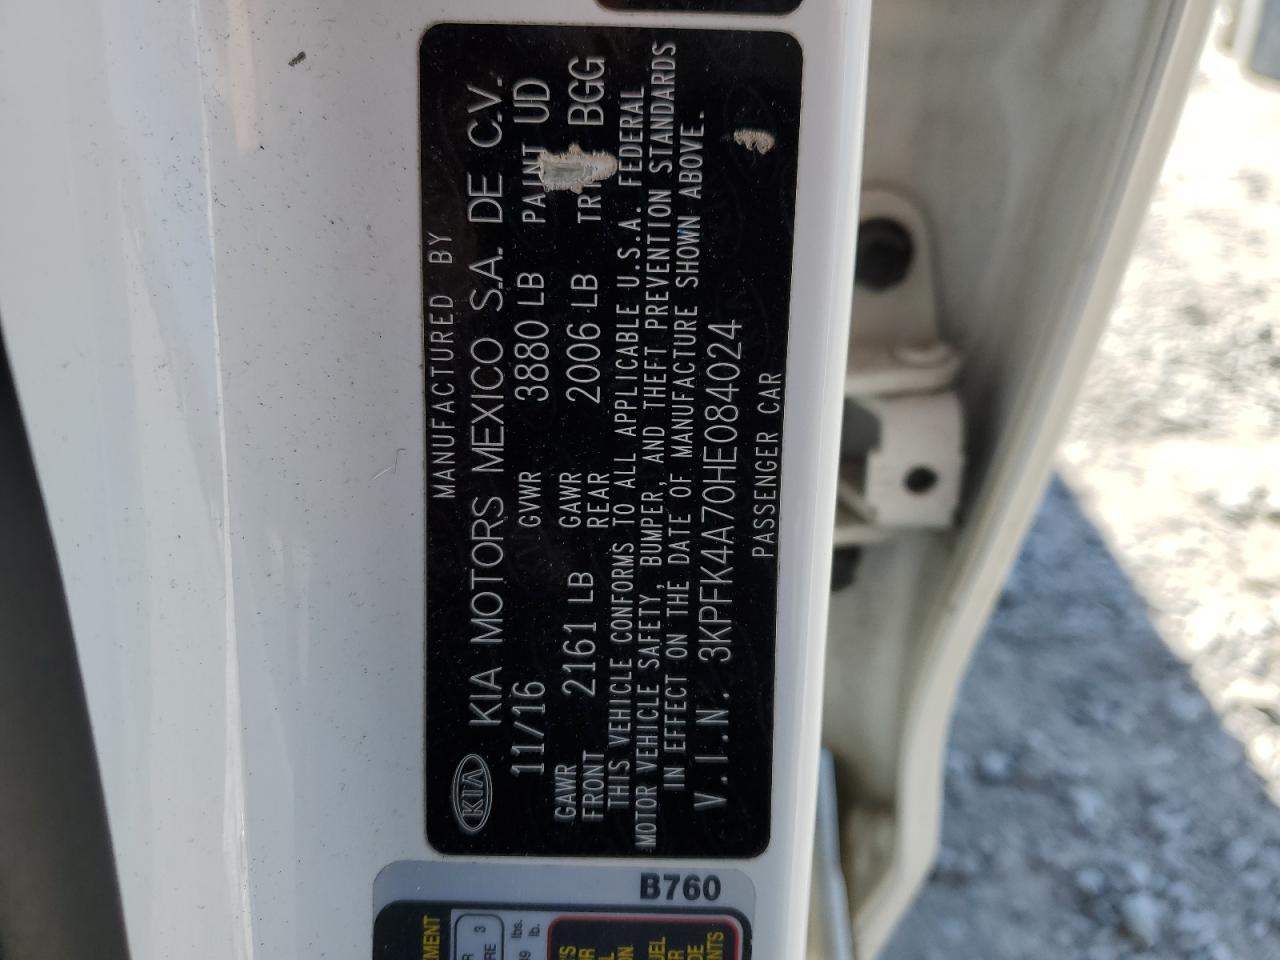 MANUFACTURED BY
KIA KIA MOTORS MEXICO S.A. DE C.V.
11/16 GVWR 3880 LB PAINT UD
GAWR FRONT 2161 LB GAWR REAR 2006 LB BGG
THIS VEHICLE CONFORMS TO ALL APPLICABLE U.S.A. FEDERAL
MOTOR VEHICLE SAFETY, BUMPER, AND THEFT PREVENTION STANDARDS
IN EFFECT ON THE DATE OF MANUFACTURE SHOWN ABOVE.
V.I.N. 3KPFK4A70HE084024
PASSENGER CAR
B760